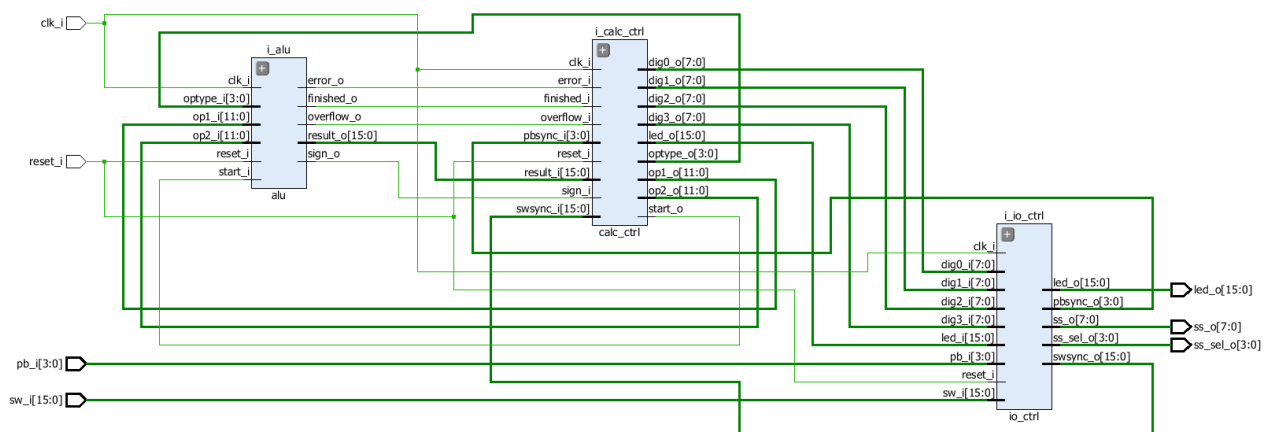 clk_i
reset_i
pb_i[3:0]
sw_i[15:0]
i_alu
clk_i
optype_i[3:0]
op1_i[11:0]
op2_i[11:0]
reset_i
start_i
error_o
finished_o
overflow_o
result_o[15:0]
sign_o
alu
i_calc_ctrl
clk_i
error_i
finished_i
overflow_i
pbsync_i[3:0]
reset_i
result_i[15:0]
sign_i
swsync_i[15:0]
dig0_o[7:0]
dig1_o[7:0]
dig2_o[7:0]
dig3_o[7:0]
led_o[15:0]
optype_o[3:0]
op1_o[11:0]
op2_o[11:0]
start_o
calc_ctrl
i_io_ctrl
clk_i
dig0_i[7:0]
dig1_i[7:0]
dig2_i[7:0]
dig3_i[7:0]
led_i[15:0]
pb_i[3:0]
reset_i
sw_i[15:0]
led_o[15:0]
pbsync_o[3:0]
ss_o[7:0]
ss_sel_o[3:0]
swsync_o[15:0]
io_ctrl
led_o[15:0]
ss_o[7:0]
ss_sel_o[3:0]